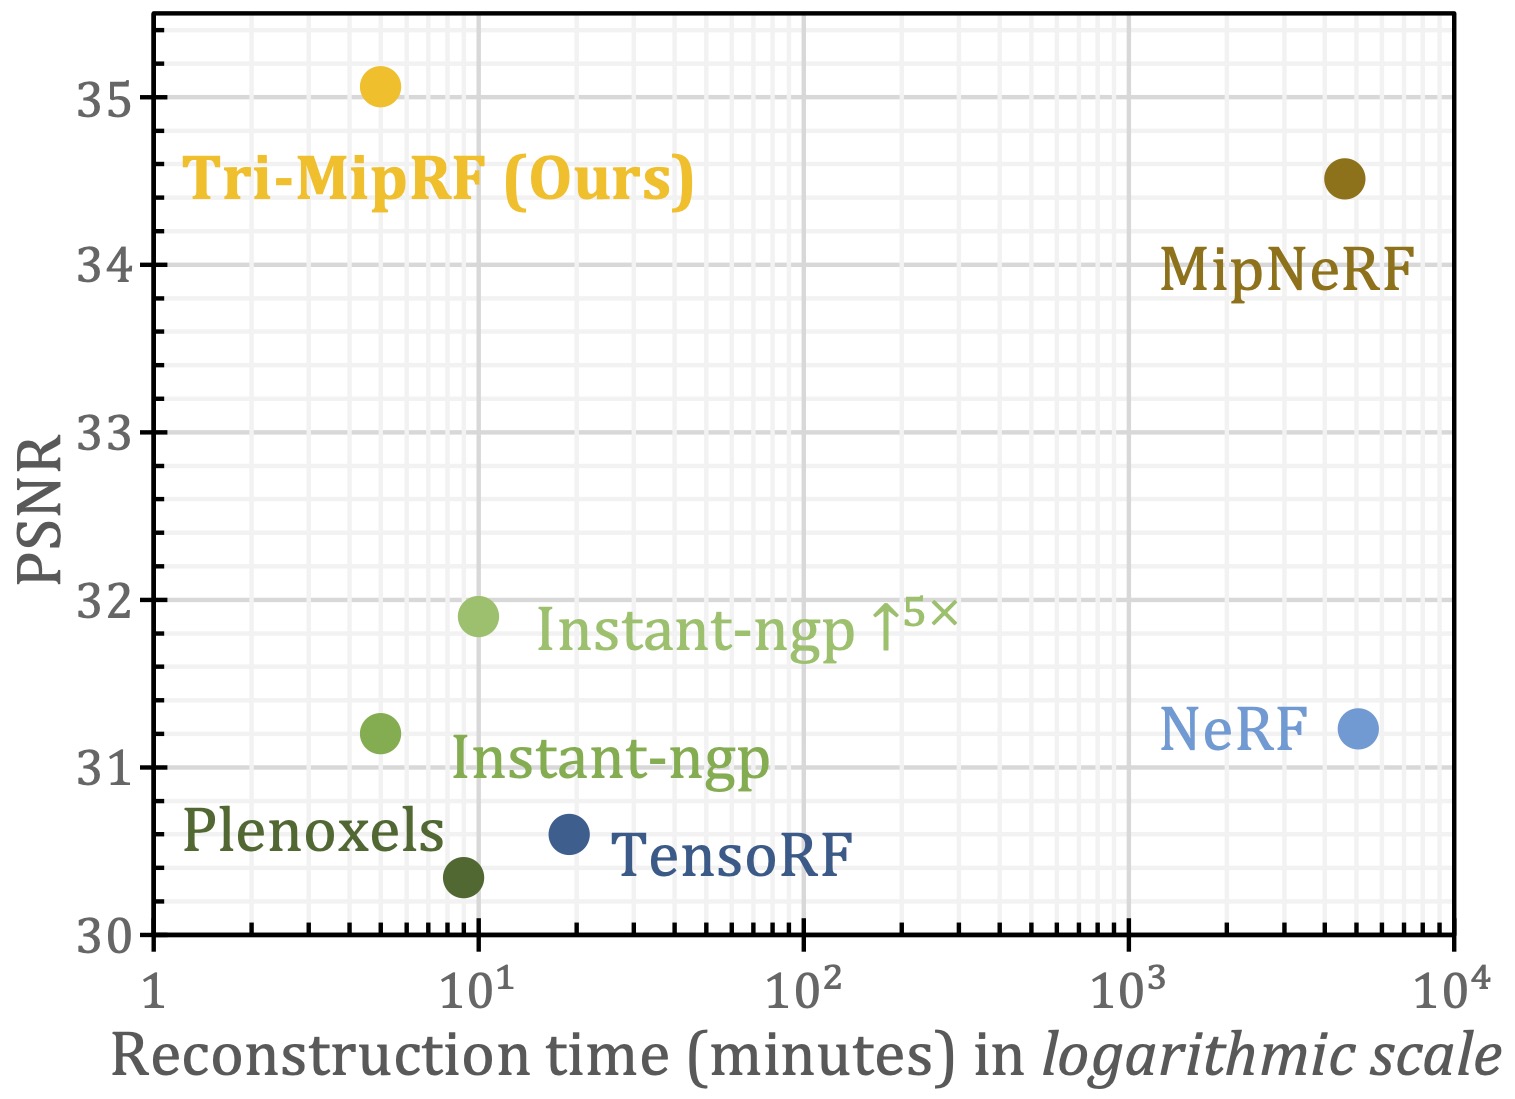 35
Tri-MipRF (Ours)
34
MipNeRF
33
PSNR
32
Instant-ngp ↑⁵ˣ
NeRF
31
Instant-ngp
Plenoxels
TensoRF
30
1 10¹ 10² 10³ 10⁴
Reconstruction time (minutes) in logarithmic scale